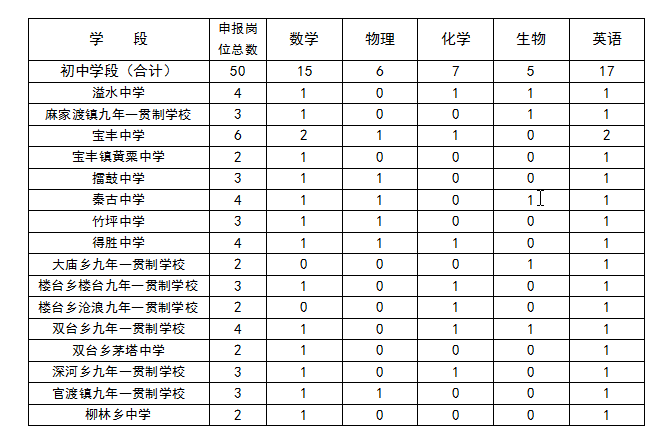 学 段 申报岗位总数 数学 物理 化学 生物 英语
初中学段（合计） 50 15 6 7 5 17
溢水中学 4 1 0 1 1 1
麻家渡镇九年一贯制学校 3 1 0 0 1 1
宝丰中学 6 2 1 1 0 2
宝丰镇黄粟中学 2 1 0 0 0 1
擂鼓中学 3 1 1 0 0 1
秦古中学 4 1 1 0 1 1
竹坪中学 3 1 1 0 0 1
得胜中学 4 1 1 1 0 1
大庙乡九年一贯制学校 2 0 0 0 1 1
楼台乡楼台九年一贯制学校 3 1 0 1 0 1
楼台乡沧浪九年一贯制学校 2 0 0 1 0 1
双台乡九年一贯制学校 4 1 0 1 1 1
双台乡茅塔中学 2 1 0 0 0 1
深河乡九年一贯制学校 3 1 0 1 0 1
官渡镇九年一贯制学校 3 1 1 0 0 1
柳林乡中学 2 1 0 0 0 1